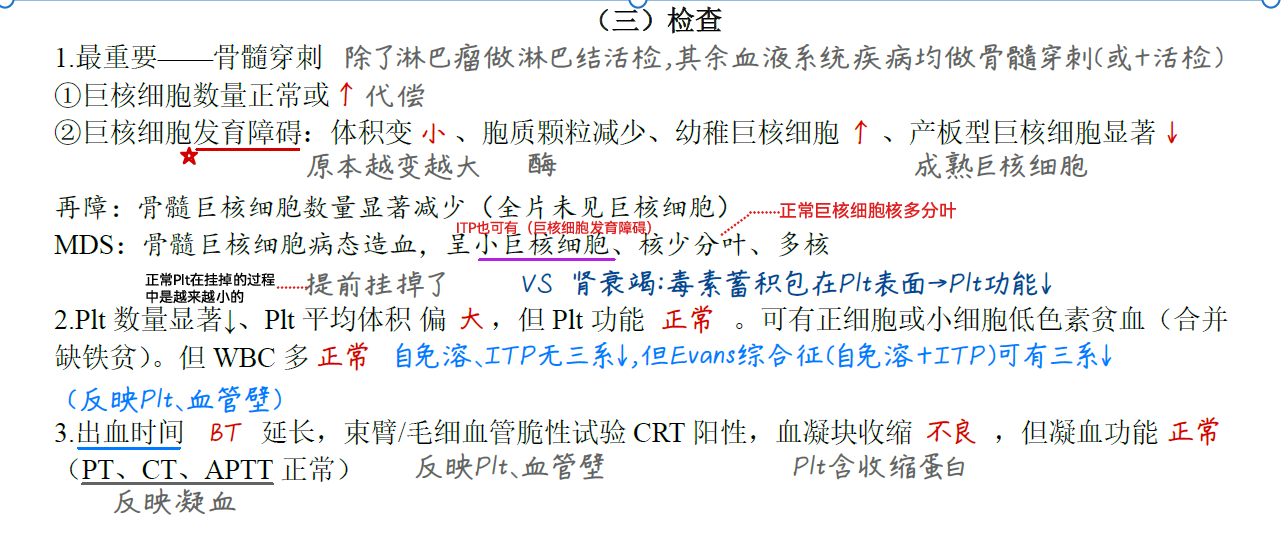 （三）检查
1.最重要——骨髓穿刺 除了淋巴瘤做淋巴结活检,其余血液系统疾病均做骨髓穿刺(或+活检)
①巨核细胞数量正常或↑代偿
②巨核细胞发育障碍：体积变 小 、胞质颗粒减少、幼稚巨核细胞 ↑ 、产板型巨核细胞显著↓
原本越变越大 酶 成熟巨核细胞
再障：骨髓巨核细胞数量显著减少（全片未见巨核细胞） 正常巨核细胞核多分叶
ITP也可有（巨核细胞发育障碍）
MDS：骨髓巨核细胞病态造血，呈小巨核细胞、核少分叶、多核
正常Plt在挂掉的过程
中是越来越小的
提前挂掉了 VS 肾衰竭:毒素蓄积包在Plt表面→Plt功能↓
2.Plt 数量显著↓、Plt 平均体积 偏 大 ，但 Plt 功能 正常 。可有正细胞或小细胞低色素贫血（合并
缺铁贫）。但 WBC 多 正常 自免溶、ITP无三系↓,但Evans综合征(自免溶+ITP)可有三系↓
(反映Plt、血管壁)
3.出血时间 BT 延长，束臂/毛细血管脆性试验 CRT 阳性，血凝块收缩 不良 ，但凝血功能 正常
（PT、CT、APTT 正常） 反映Plt、血管壁 Plt含收缩蛋白
反映凝血